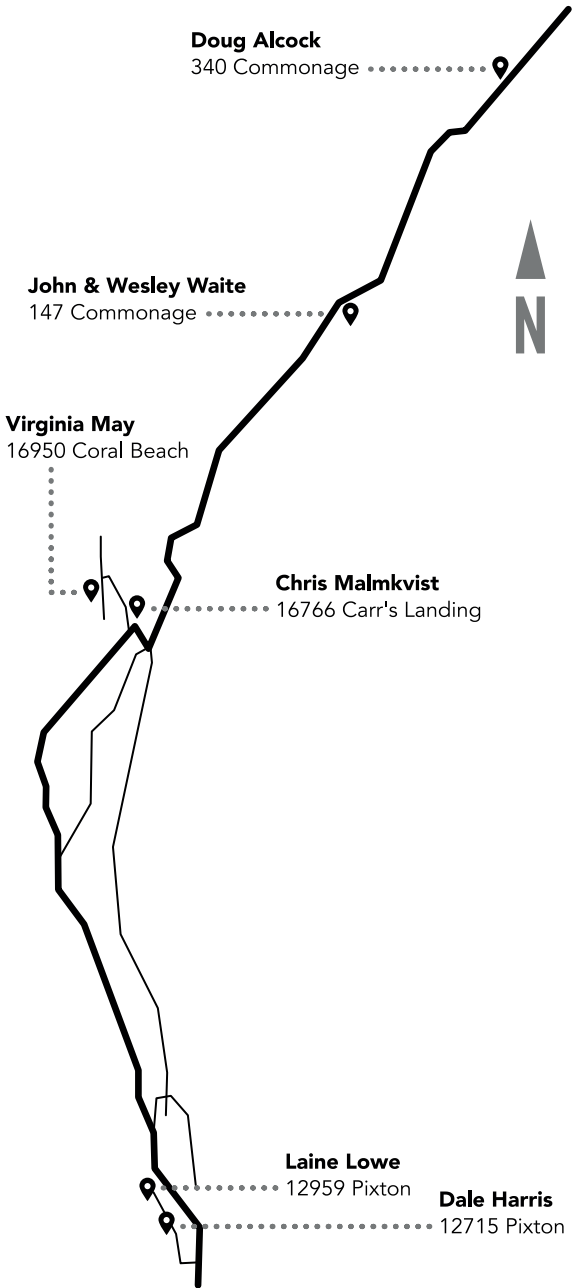 Doug Alcock
340 Commonage
N
John & Wesley Waite
147 Commonage
Virginia May
16950 Coral Beach
Chris Malmkvist
16766 Carr's Landing
Laine Lowe
12959 Pixton
Dale Harris
12715 Pixton